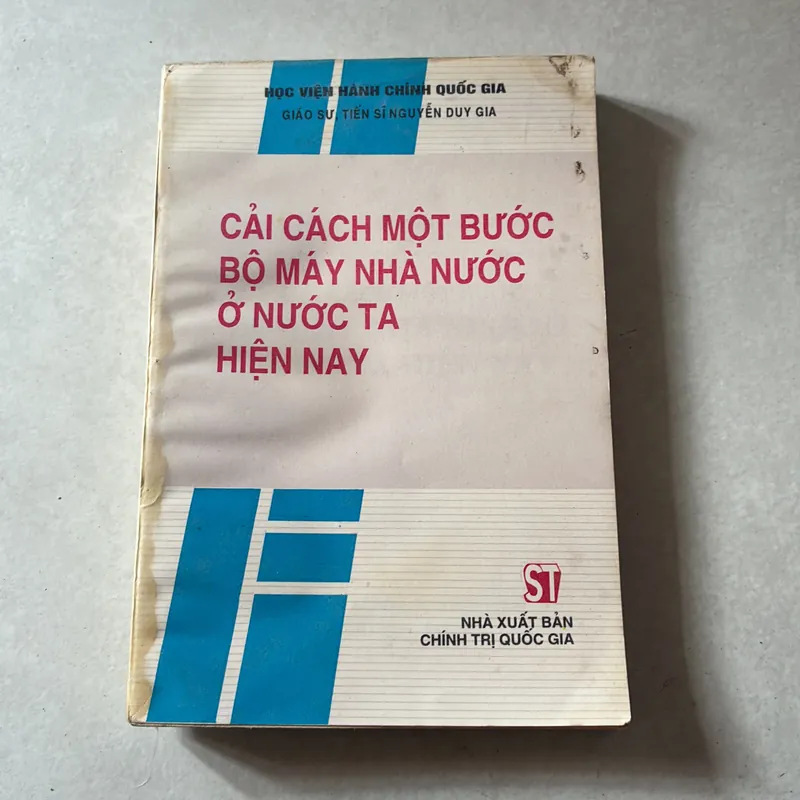 HỌC VIỆN HÀNH CHÍNH QUỐC GIA
GIÁO SƯ, TIẾN SĨ NGUYỄN DUY GIA
CẢI CÁCH MỘT BƯỚC
BỘ MÁY NHÀ NƯỚC
Ở NƯỚC TA
HIỆN NAY
ST
NHÀ XUẤT BẢN
CHÍNH TRỊ QUỐC GIA